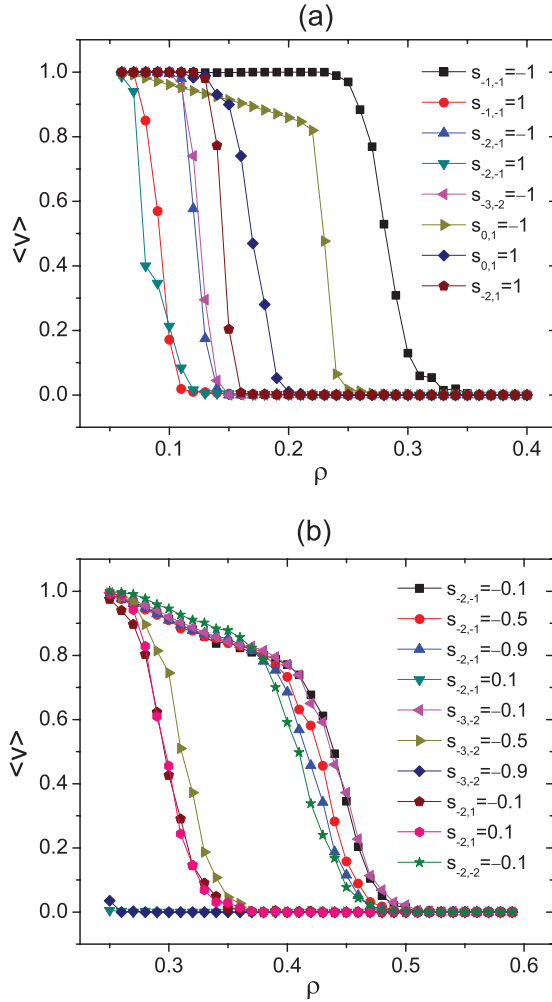 (a)
1.0
0.8
0.6
0.4
0.2
0.0
<v>
0.1 0.2 0.3 0.4
ρ
s-1,-1=−1
s-1,-1=1
s-2,-1=−1
s-2,-1=1
s-3,-2=−1
s0,1=−1
s0,1=1
s-2,1=1
(b)
1.0
0.8
0.6
0.4
0.2
0.0
<v>
0.3 0.4 0.5 0.6
ρ
s-2,-1=−0.1
s-2,-1=−0.5
s-2,-1=−0.9
s-2,-1=0.1
s-3,-2=−0.1
s-3,-2=−0.5
s-3,-2=−0.9
s-2,1=−0.1
s-2,1=0.1
s-2,-2=−0.1